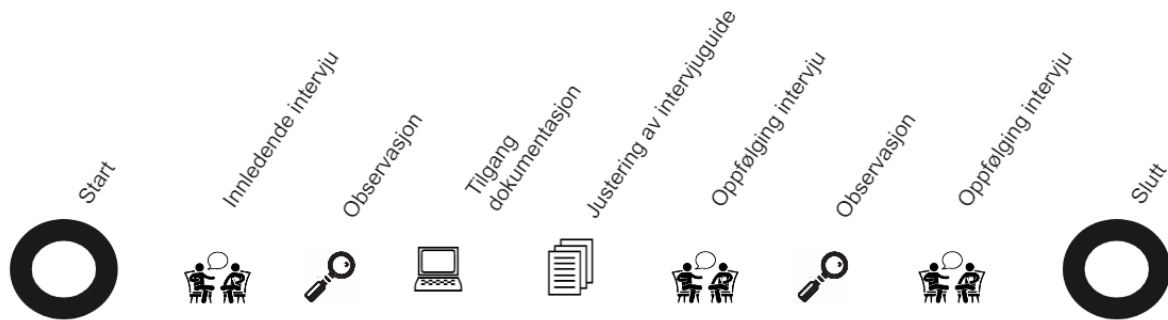 Start
Innledende intervju
Observasjon
Tilgang
dokumentasjon
Justering av intervjuguide
Oppfølging intervju
Observasjon
Oppfølging intervju
Slutt